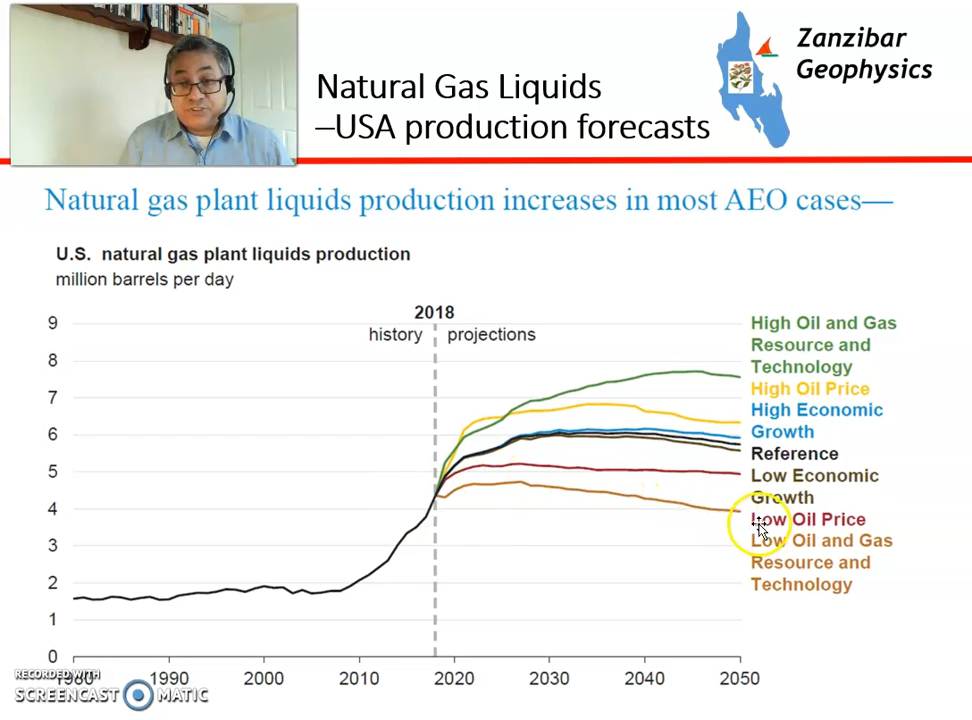 Zanzibar
Geophysics
Natural Gas Liquids
–USA production forecasts
Natural gas plant liquids production increases in most AEO cases—
U.S. natural gas plant liquids production
million barrels per day
2018
history
projections
9
8
7
6
5
4
3
2
1
0
High Oil and Gas
Resource and
Technology
High Oil Price
High Economic
Growth
Reference
Low Economic
Growth
Low Oil Price
Low Oil and Gas
Resource and
Technology
1980
1990
2000
2010
2020
2030
2040
2050
RECORDED WITH
SCREENCAST MATIC